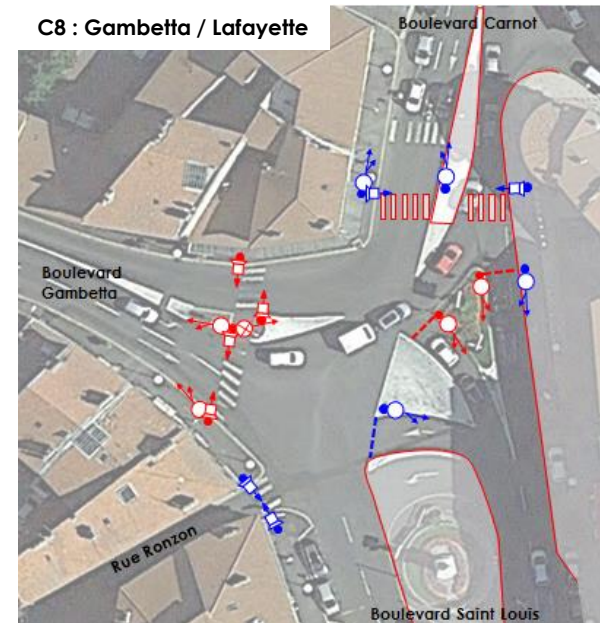 C8 : Gambetta / Lafayette
Boulevard Carnot
Boulevard
Gambetta
Rue Ronzon
Boulevard Saint Louis